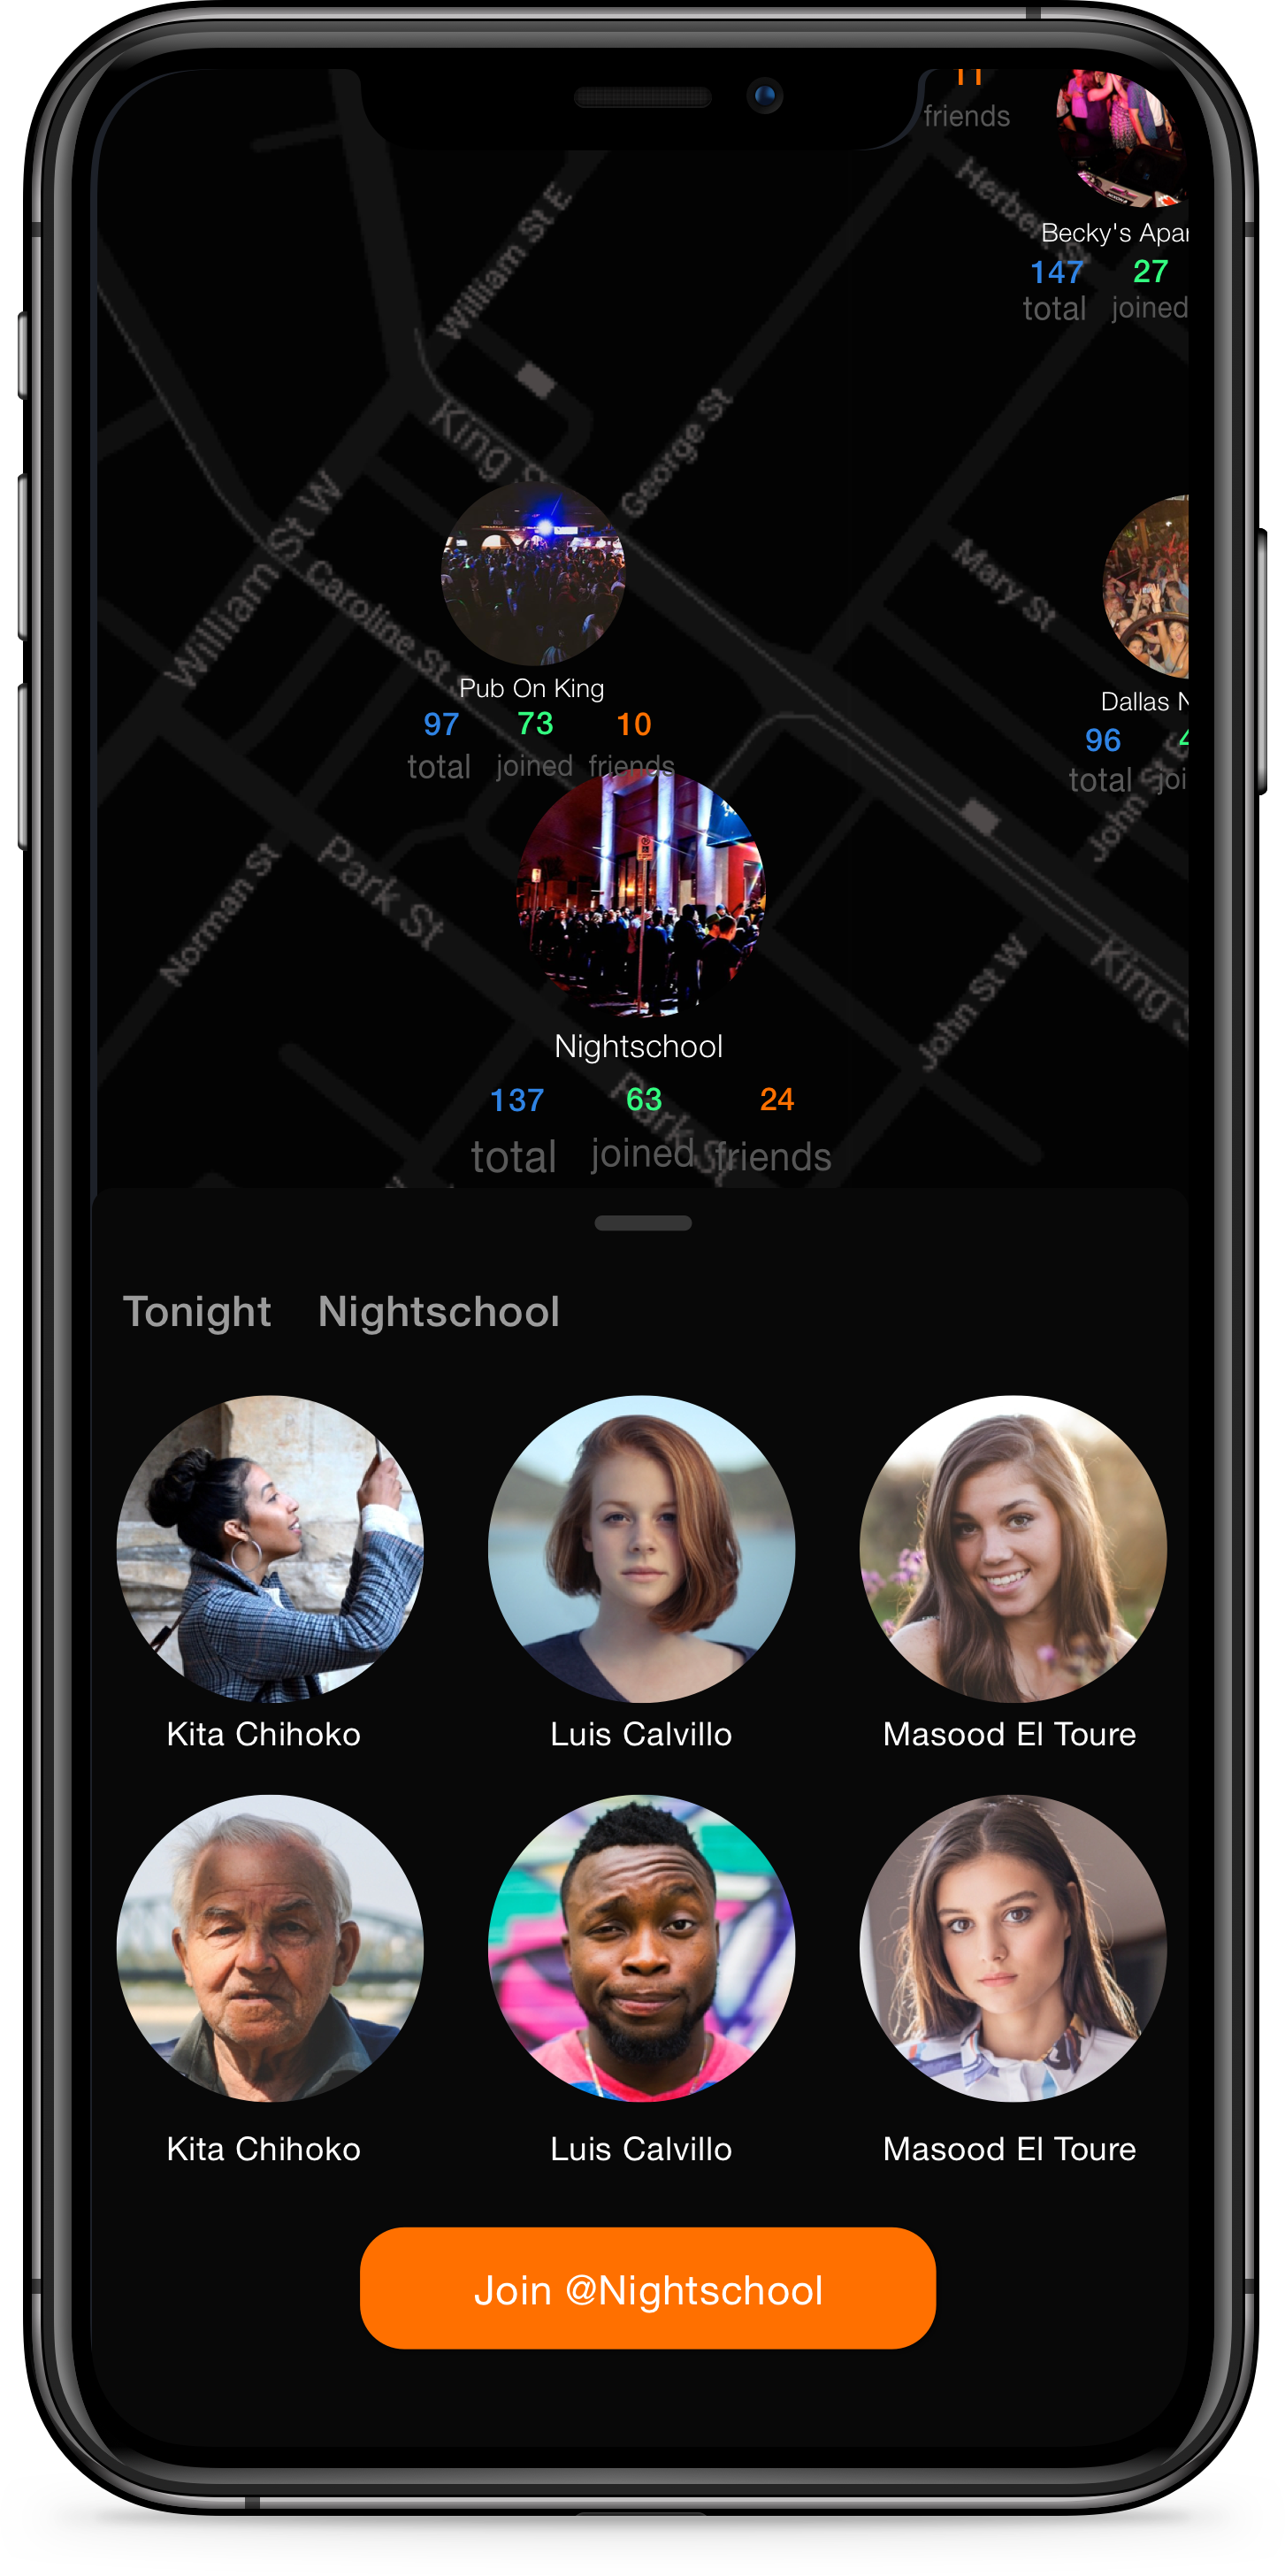 11
friends
William St E
Becky's Apar
147 27
total joined
King S
George St
William St W
Caroline St
Mary St
Pub On King
97 73 10
total joined friends
Dallas N
96
total joi
John St
Norman St
Park St
King S
John St W
Nightschool
137 63 24
total joined friends
Park St
Tonight Nightschool
Kita Chihoko Luis Calvillo Masood El Toure
Kita Chihoko Luis Calvillo Masood El Toure
Join @Nightschool